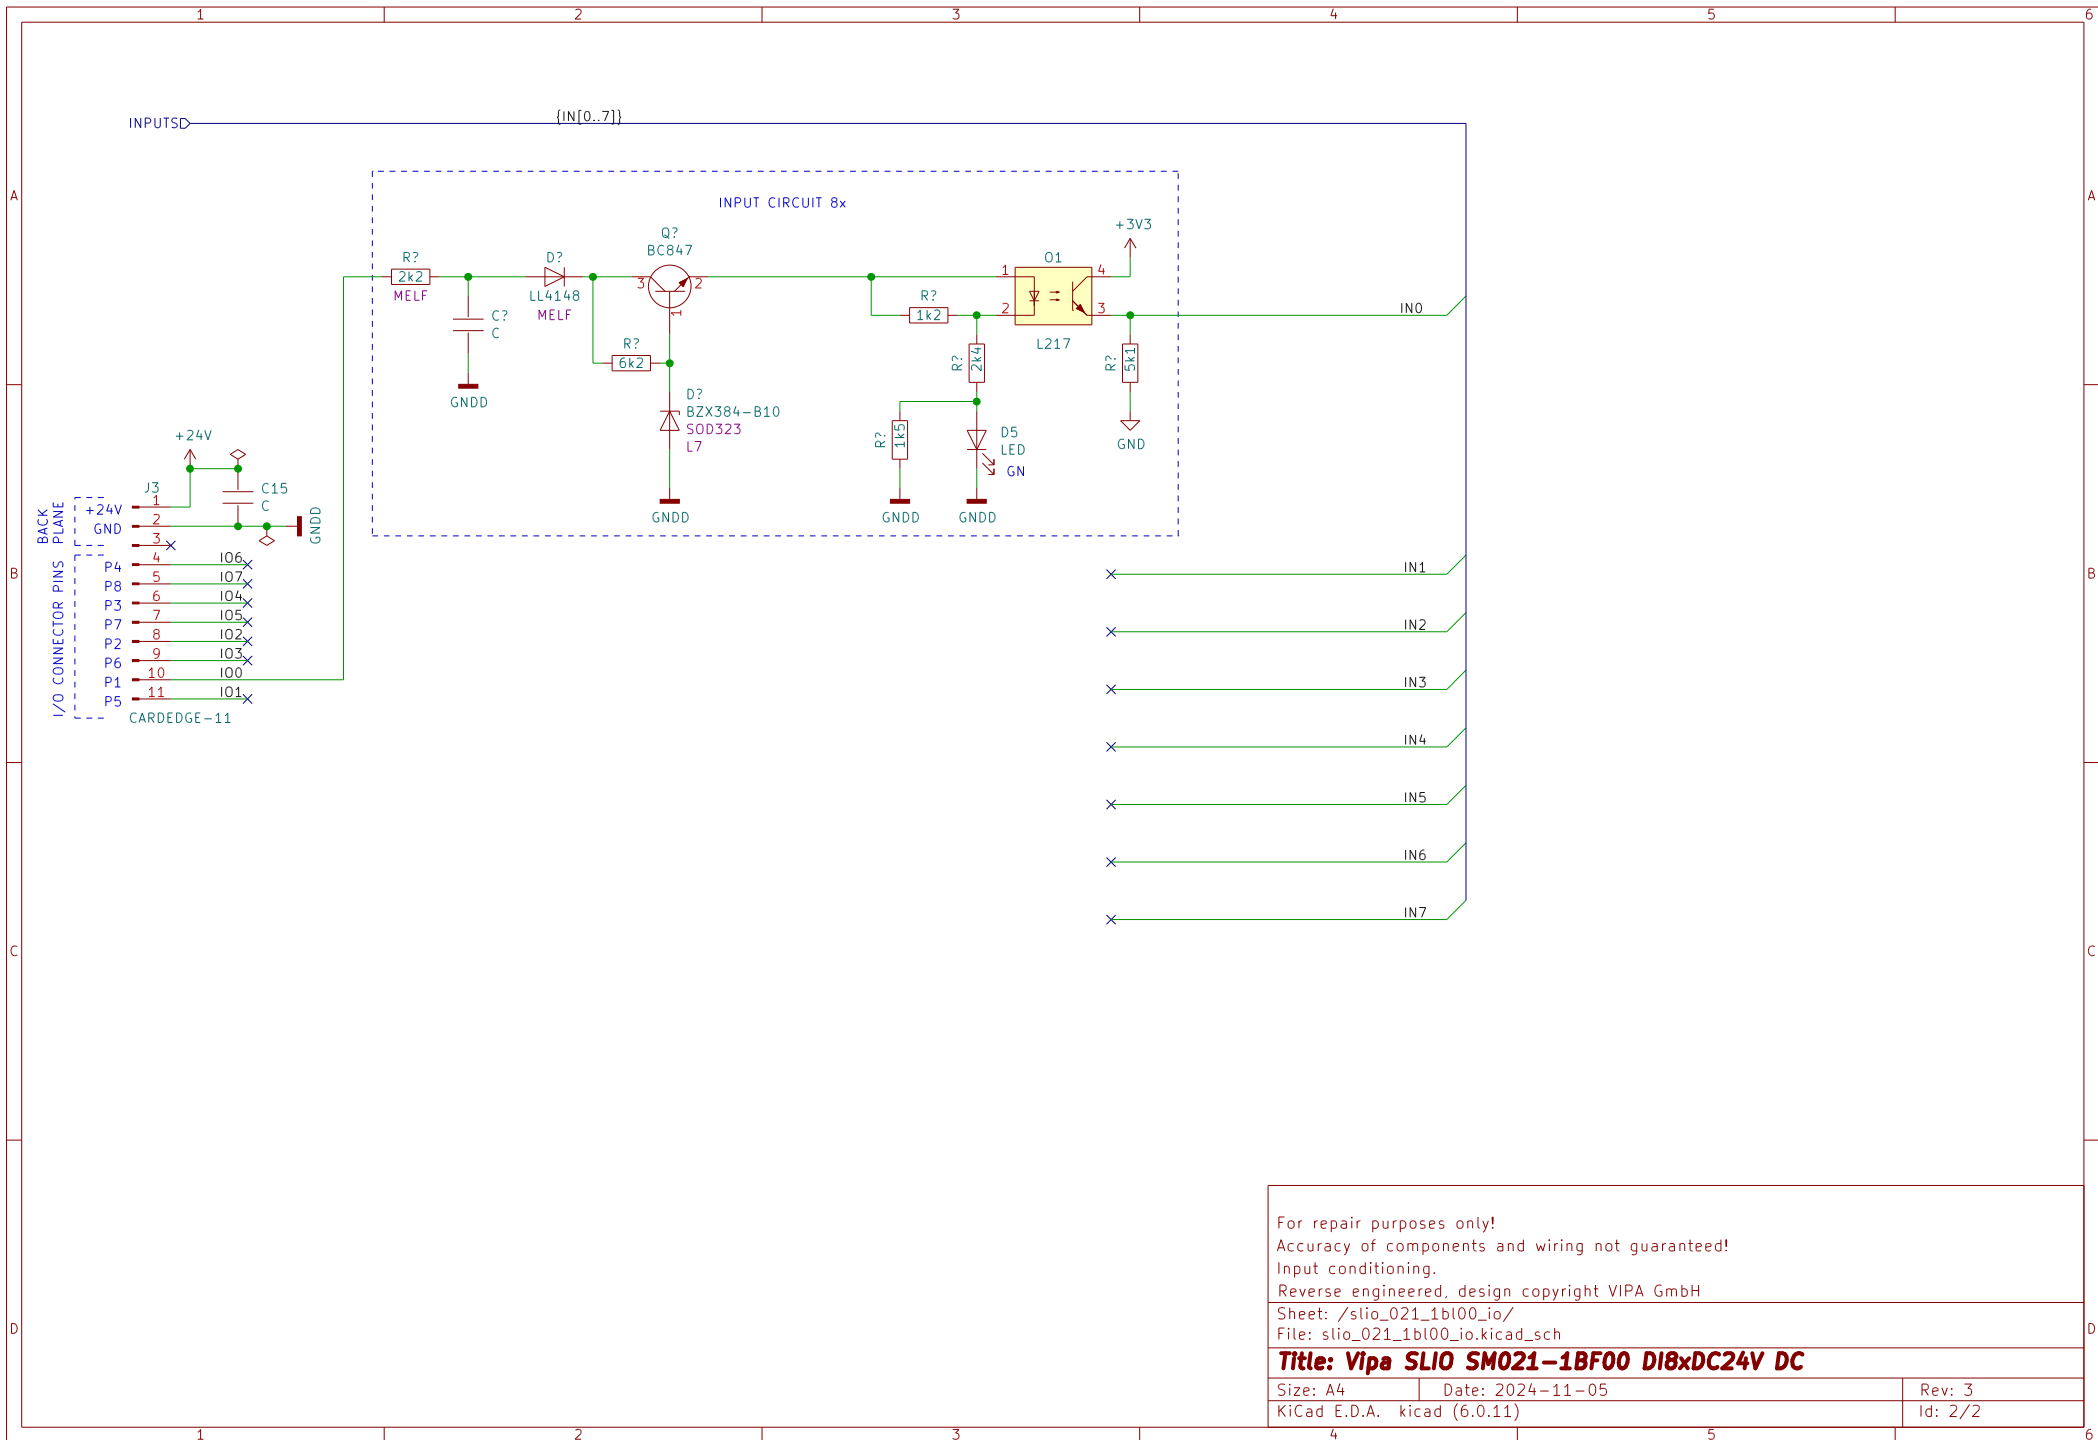 1 2 3 4 5 6
A A
B B
C C
D D
INPUTS
{IN[0..7]}
INPUT CIRCUIT 8x
R?
2k2
MELF
C?
C
GNDD
D?
LL4148
MELF
Q?
BC847
3
2
1
R?
6k2
D?
BZX384-B10
SOD323
L7
GNDD
R?
1k2
R?
2k4
R?
1k5
GNDD
D5
LED
GN
GNDD
O1
1
2
4
3
L217
+3V3
R?
5k1
GND
IN0
IN1
IN2
IN3
IN4
IN5
IN6
IN7
+24V
C15
C
GNDD
J3
BACK
PLANE
I/O CONNECTOR PINS
+24V 1
GND 2
3
P4 4 IO6
P8 5 IO7
P3 6 IO4
P7 7 IO5
P2 8 IO2
P6 9 IO3
P1 10 IO0
P5 11 IO1
CARDEDGE-11
For repair purposes only!
Accuracy of components and wiring not guaranteed!
Input conditioning.
Reverse engineered, design copyright VIPA GmbH
Sheet: /slio_021_1bl00_io/
File: slio_021_1bl00_io.kicad_sch
Title: Vipa SLIO SM021-1BF00 DI8xDC24V DC
Size: A4 Date: 2024-11-05 Rev: 3
KiCad E.D.A. kicad (6.0.11) Id: 2/2
1 2 3 4 5 6